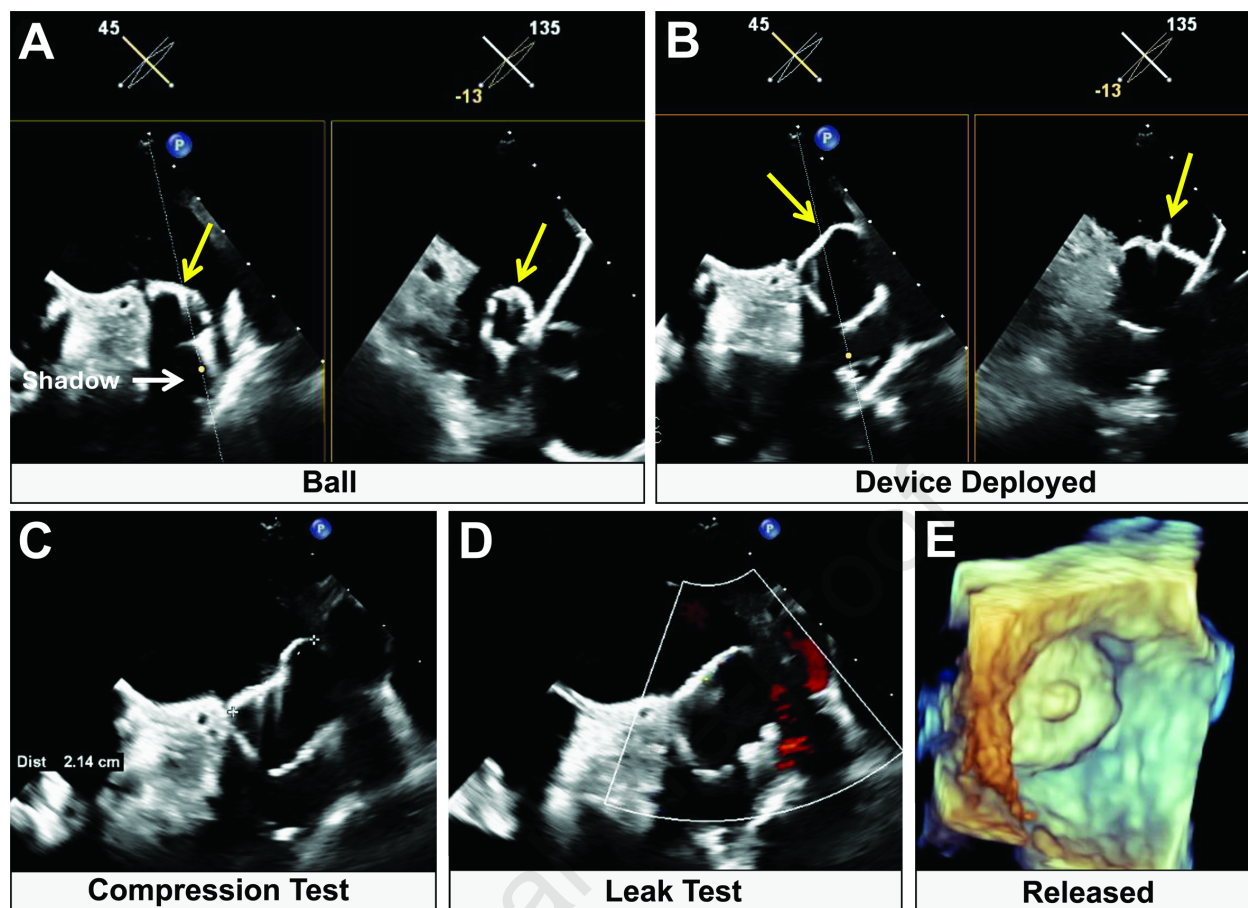 A
45
135
-13
P
Shadow
Ball
B
45
135
-13
P
Device Deployed
C
P
Dist 2.14 cm
Compression Test
D
P
Leak Test
E
Released